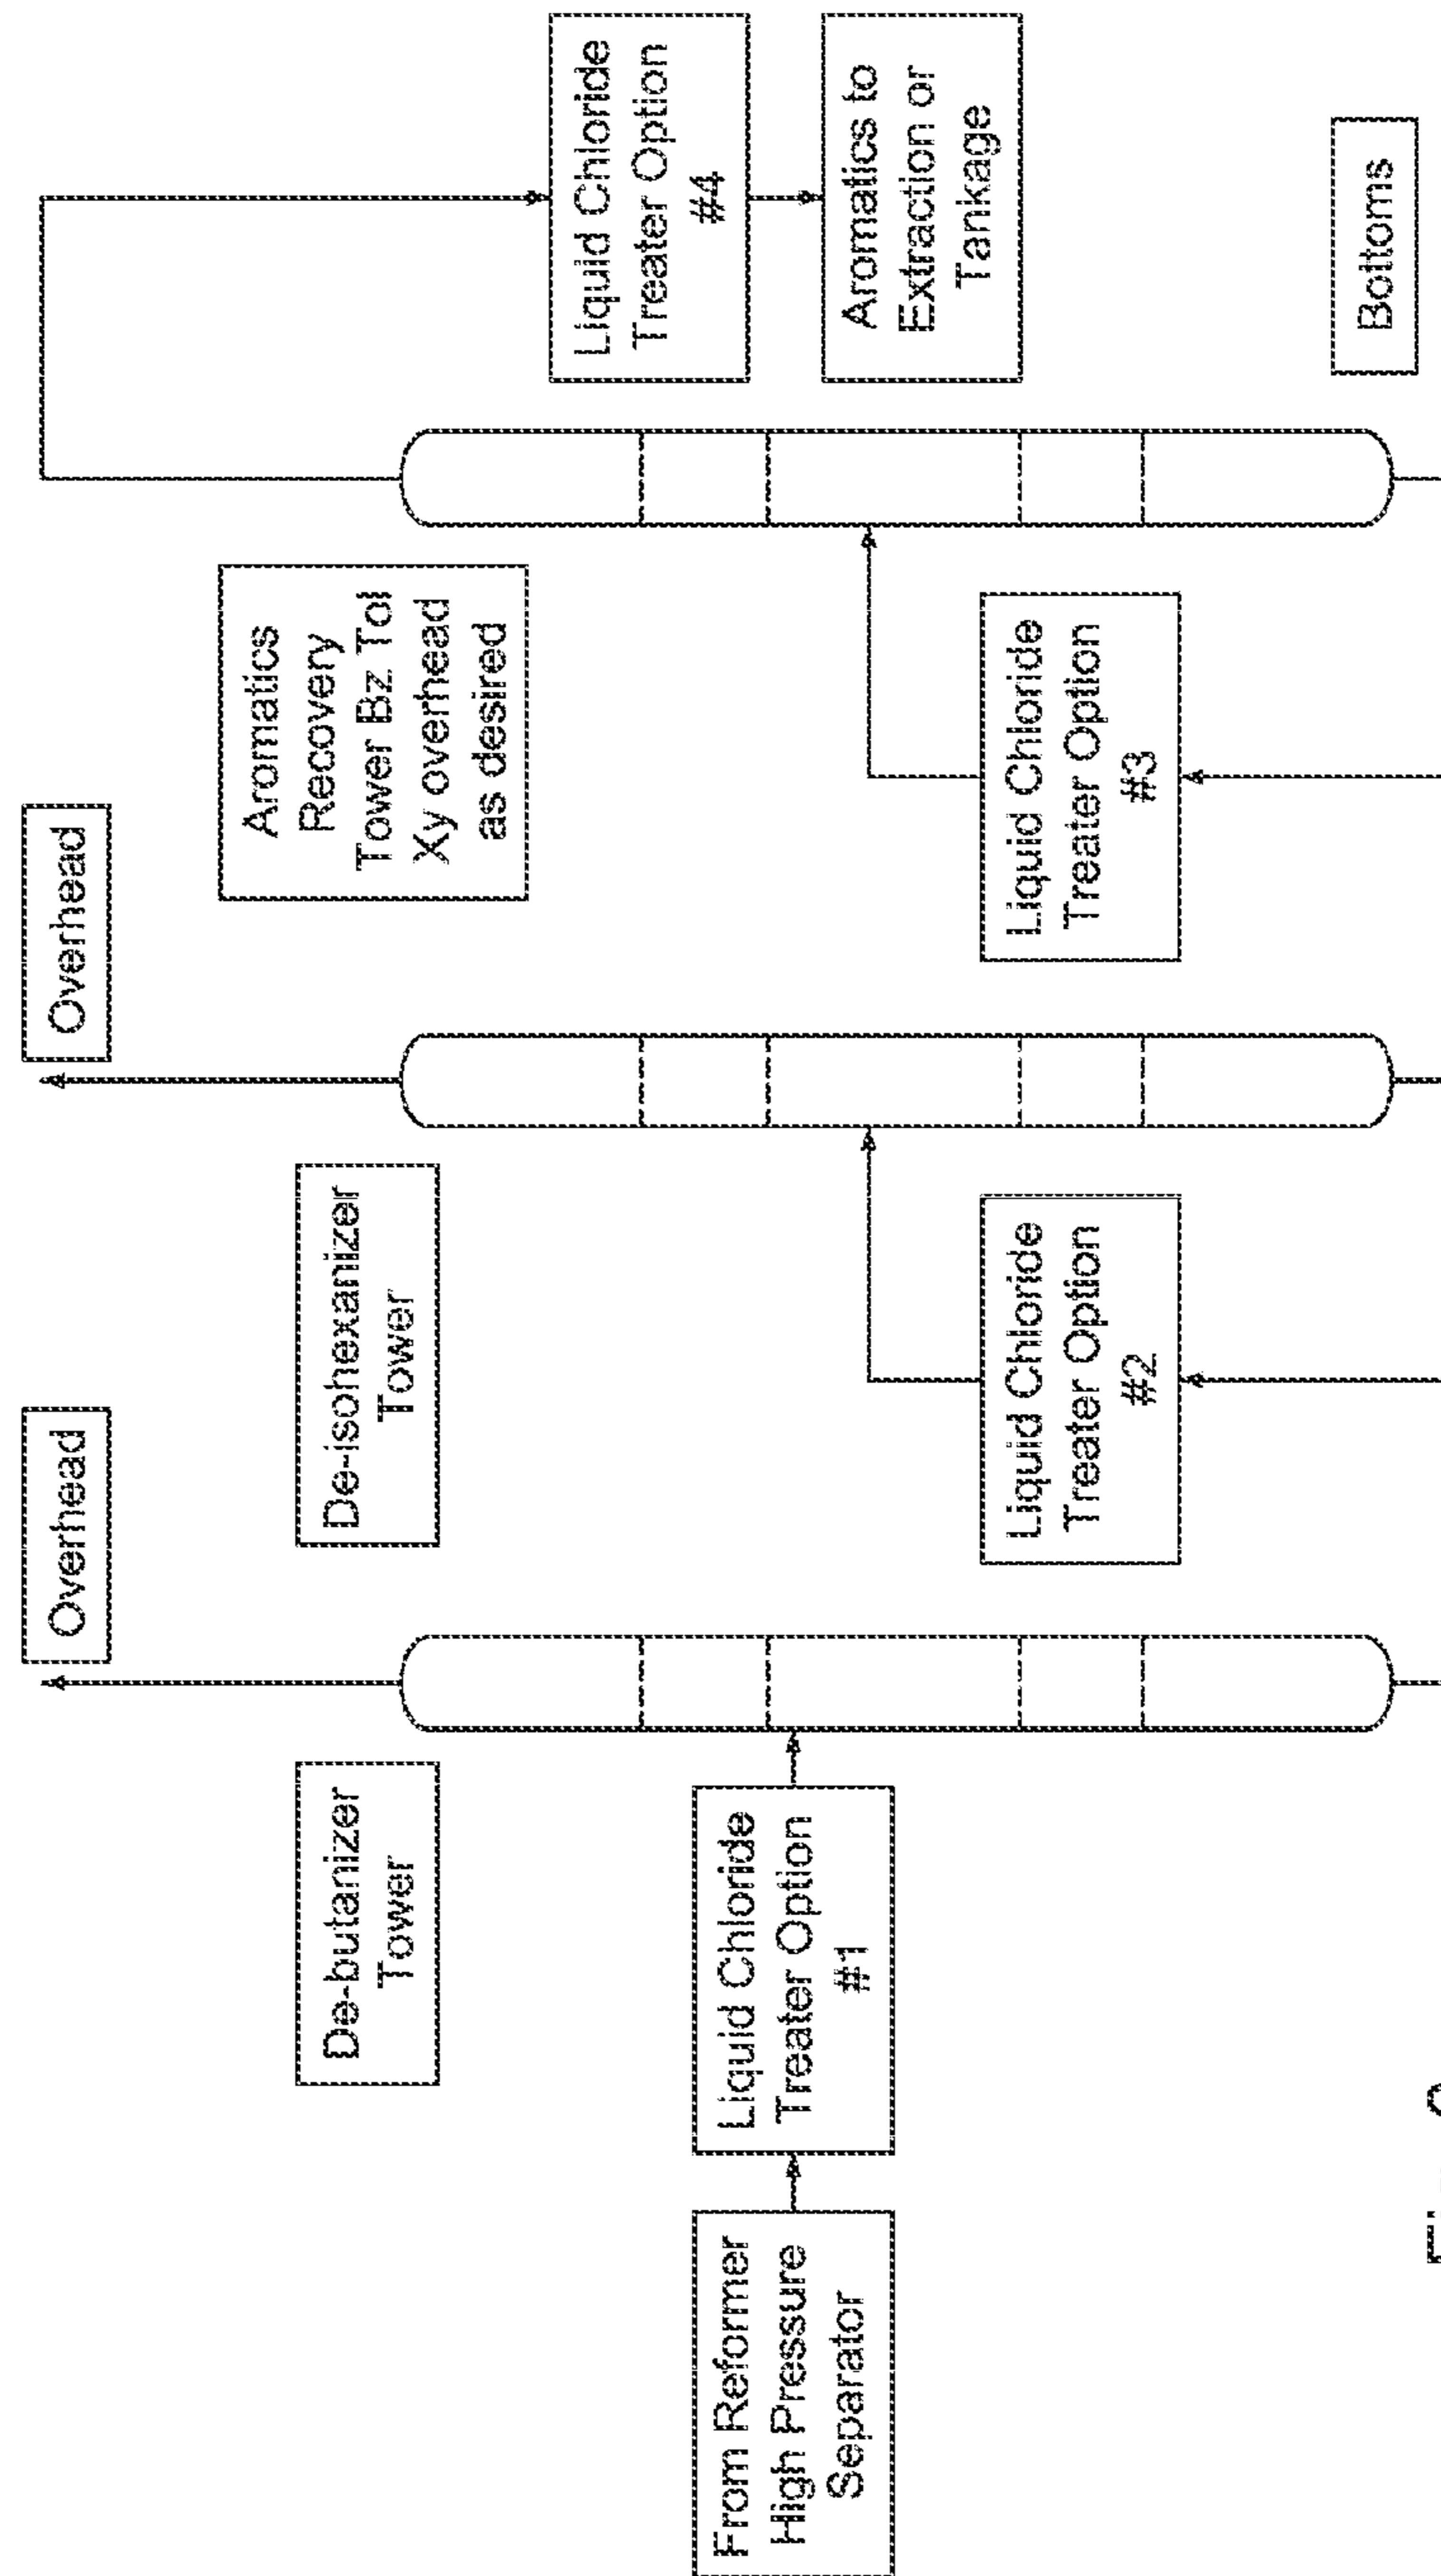 From Reformer
High Pressure
Separator
Liquid Chloride
Treater Option
#1
De-butanizer
Tower
Overhead
Liquid Chloride
Treater Option
#2
De-isohexanizer
Tower
Overhead
Liquid Chloride
Treater Option
#3
Aromatics
Recovery
Tower Bz Tol
Xy overhead
as desired
Liquid Chloride
Treater Option
#4
Aromatics to
Extraction or
Tankage
Bottoms